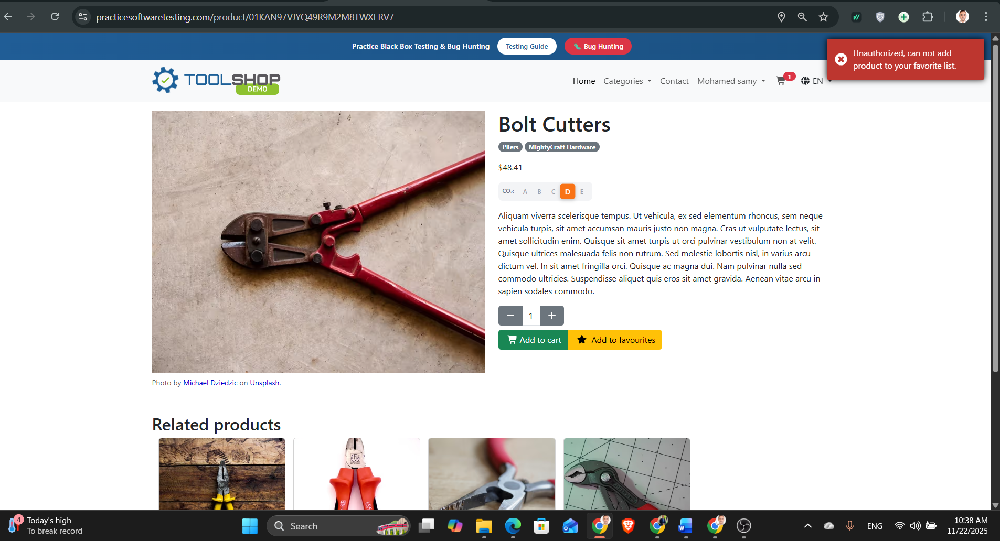 practicesoftwaretesting.com/product/01KAN97VJYQ49R9M2M8TWXERV7
Practice Black Box Testing & Bug Hunting
Testing Guide
Bug Hunting
Unauthorized, can not add
product to your favorite list.
TOOLSHOP
DEMO
Home
Categories
Contact
Mohamed samy
1
EN
Bolt Cutters
Pliers
MightyCraft Hardware
$48.41
CO₂: A B C D E
Aliquam viverra scelerisque tempus. Ut vehicula, ex sed elementum rhoncus, sem neque
vehicula turpis, sit amet accumsan mauris justo non magna. Cras ut vulputate lectus, sit
amet sollicitudin enim. Quisque sit amet turpis ut orci pulvinar vestibulum non at velit.
Quisque ultrices malesuada felis non rutrum. Sed molestie lobortis nisl, in varius arcu
dictum vel. In sit amet fringilla orci. Quisque ac magna dui. Nam pulvinar nulla sed
commodo ultricies. Suspendisse aliquet quis eros sit amet gravida. Aenean vitae arcu in
sapien sodales commodo.
1
Add to cart
Add to favourites
Photo by Michael Dziedzic on Unsplash.
Related products
4
Today's high
To break record
Search
ENG
10:38 AM
11/22/2025